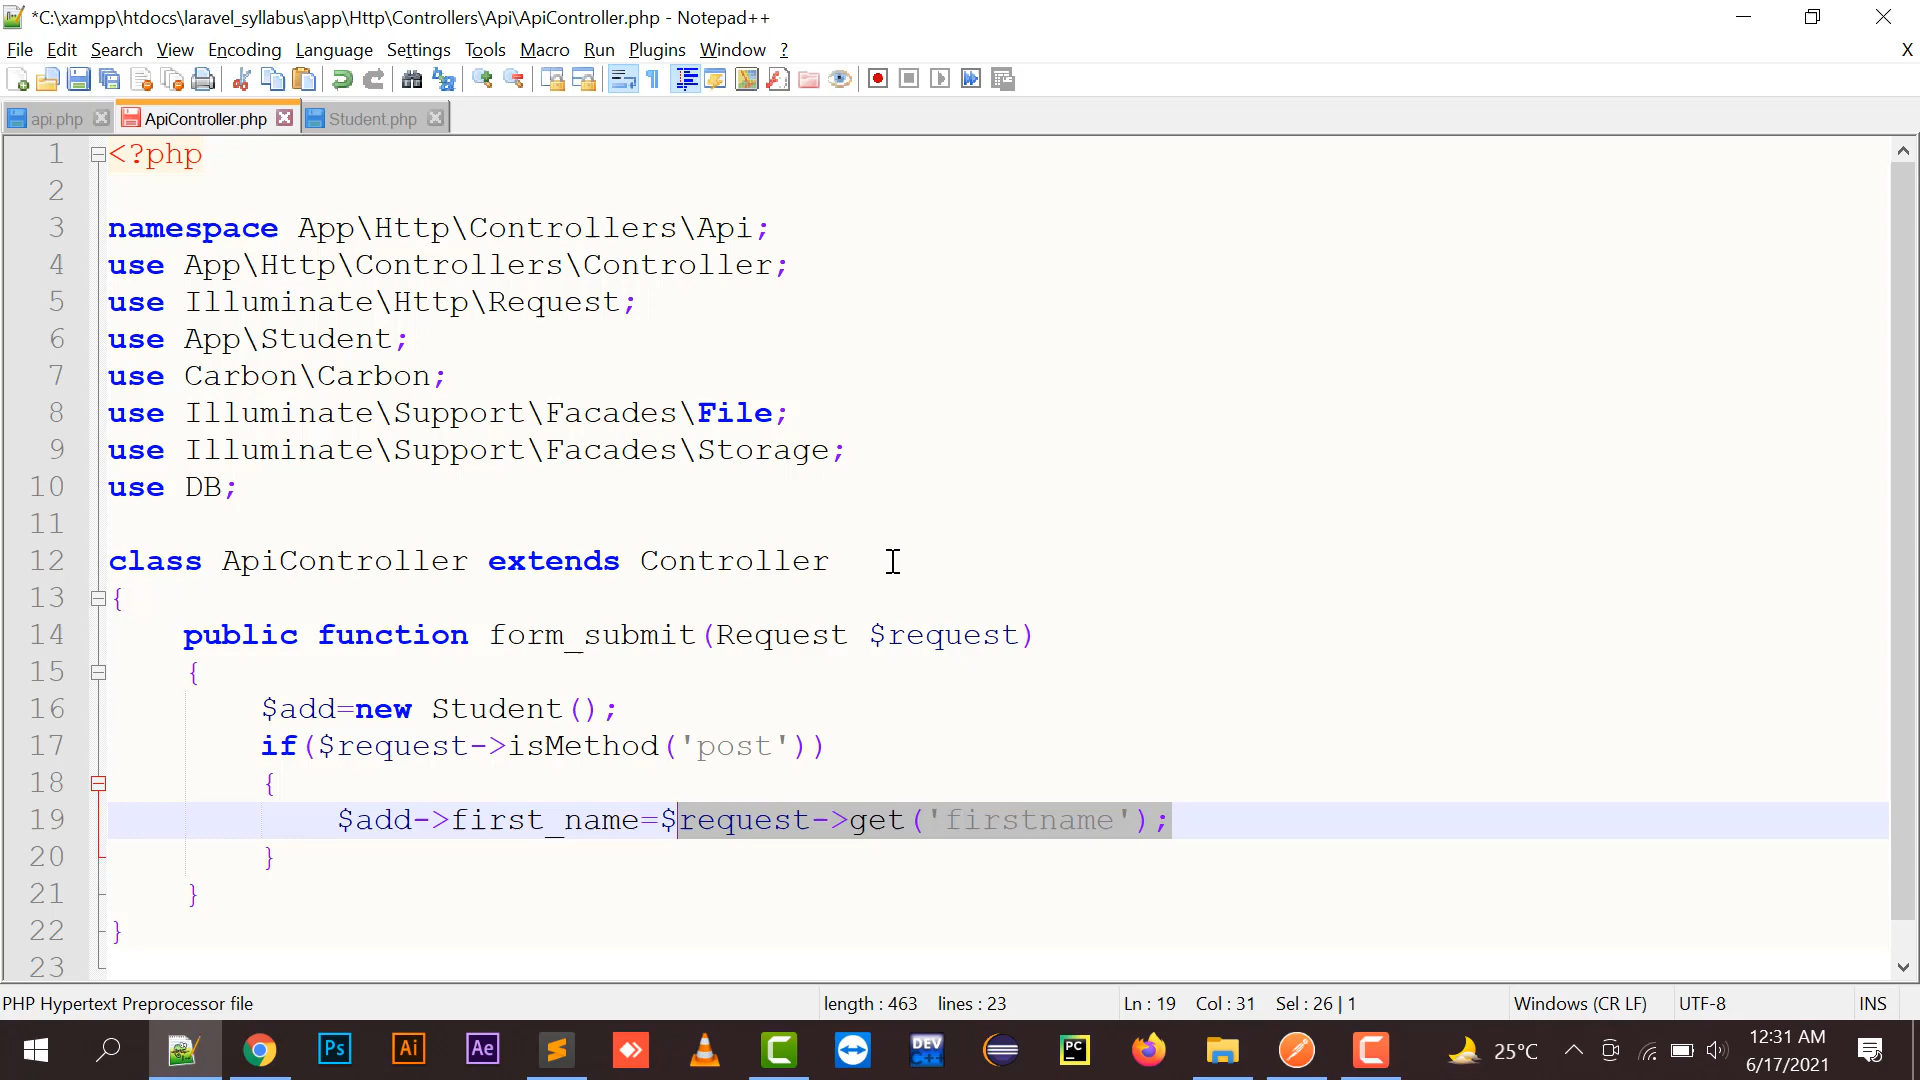 *C:\xampp\htdocs\laravel_syllabus\app\Http\Controllers\Api\ApiController.php - Notepad++
File Edit Search View Encoding Language Settings Tools Macro Run Plugins Window ? X
api.php ApiController.php Student.php
1 <?php
2
3 namespace App\Http\Controllers\Api;
4 use App\Http\Controllers\Controller;
5 use Illuminate\Http\Request;
6 use App\Student;
7 use Carbon\Carbon;
8 use Illuminate\Support\Facades\File;
9 use Illuminate\Support\Facades\Storage;
10 use DB;
11
12 class ApiController extends Controller
13 {
14 public function form_submit(Request $request)
15 {
16 $add=new Student();
17 if($request->isMethod('post'))
18 {
19 $add->first_name=$request->get('firstname');
20 }
21 }
22 }
23
PHP Hypertext Preprocessor file length : 463 lines : 23 Ln : 19 Col : 31 Sel : 26 | 1 Windows (CR LF) UTF-8 INS
Ps Ai Ae DEV C++ PC 25°C 12:31 AM
6/17/2021